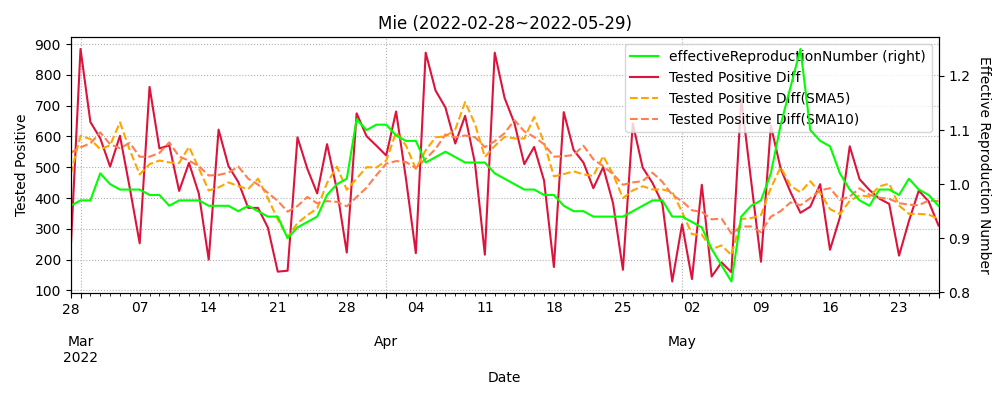 Mie (2022-02-28~2022-05-29)
effectiveReproductionNumber (right)
Tested Positive Diff
Tested Positive Diff(SMA5)
Tested Positive Diff(SMA10)
Tested Positive
900
800
700
600
500
400
300
200
100
Effective Reproduction Number
1.2
1.1
1.0
0.9
0.8
28 07 14 21 28 04 11 18 25 02 09 16 23
Mar Apr May
2022
Date